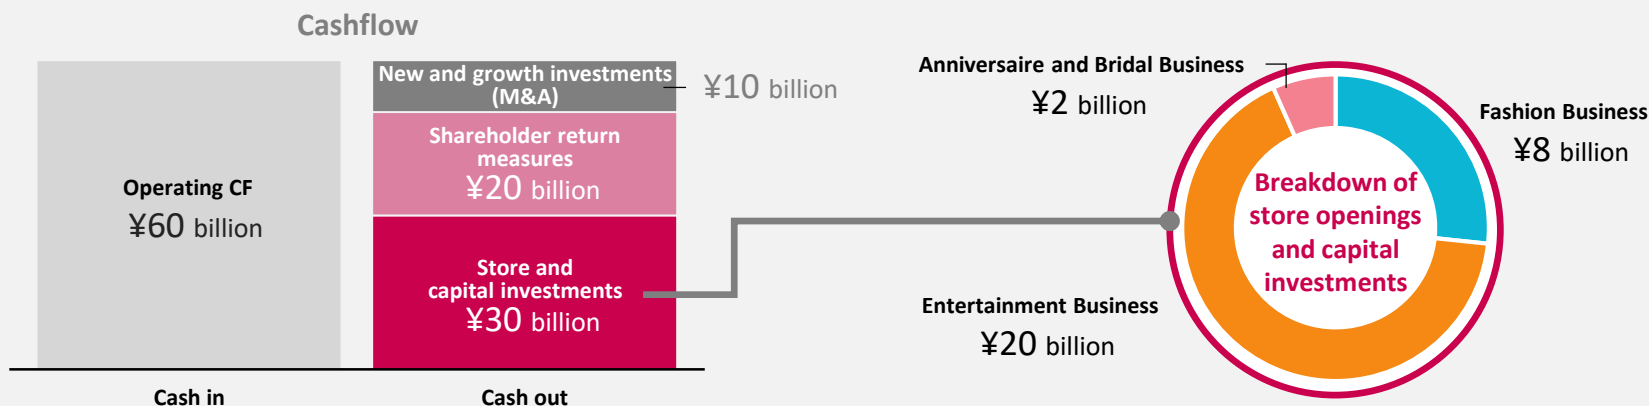 Cashflow
Operating CF
¥60 billion
New and growth investments
(M&A)
¥10 billion
Shareholder return
measures
¥20 billion
Store and
capital investments
¥30 billion
Cash in
Cash out
Anniversaire and Bridal Business
¥2 billion
Fashion Business
¥8 billion
Breakdown of
store openings
and capital
investments
Entertainment Business
¥20 billion